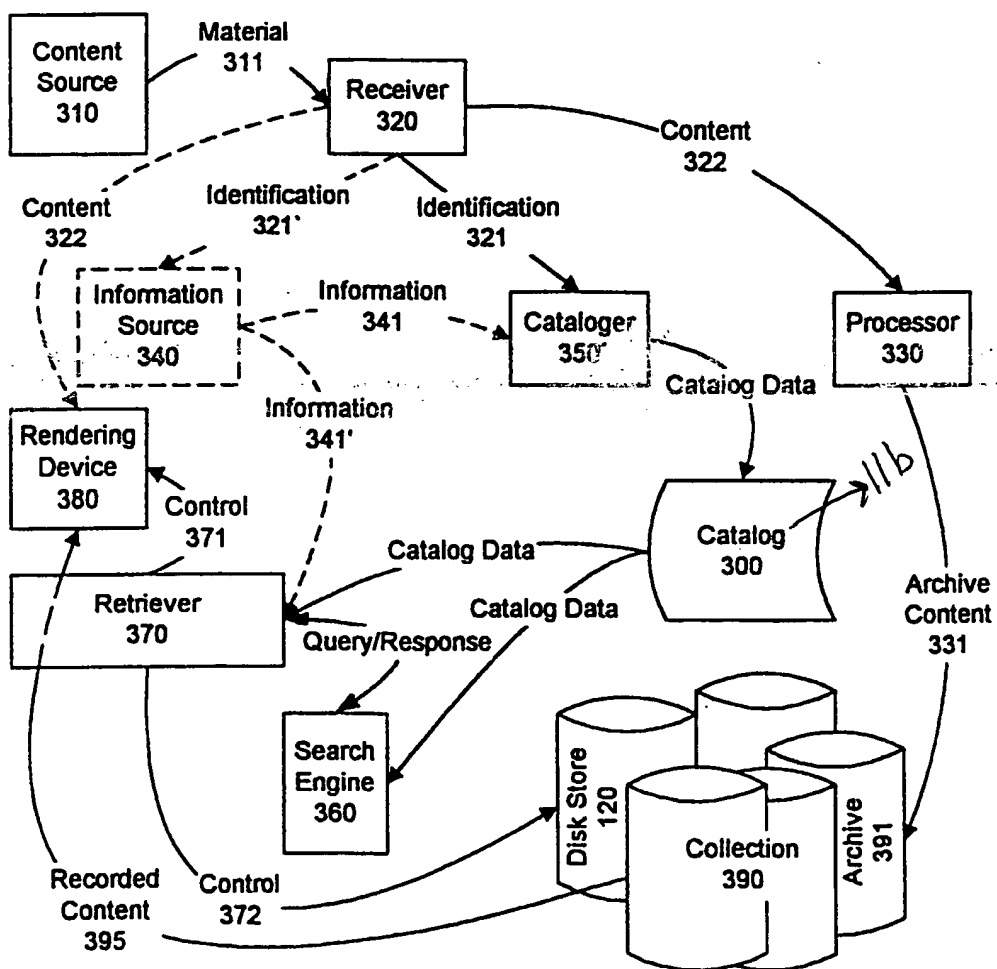 Content
Source
310
Material
311
Receiver
320
Content
322
Content
322
Identification
321'
Identification
321
Information
Source
340
Information
341
Cataloger
350
Processor
330
Catalog Data
Information
341'
Rendering
Device
380
Control
371
Catalog
300
11b
Catalog Data
Catalog Data
Archive
Content
331
Retriever
370
Query/Response
Search
Engine
360
Disk Store
120
Collection
390
Archive
391
Recorded
Content
395
Control
372